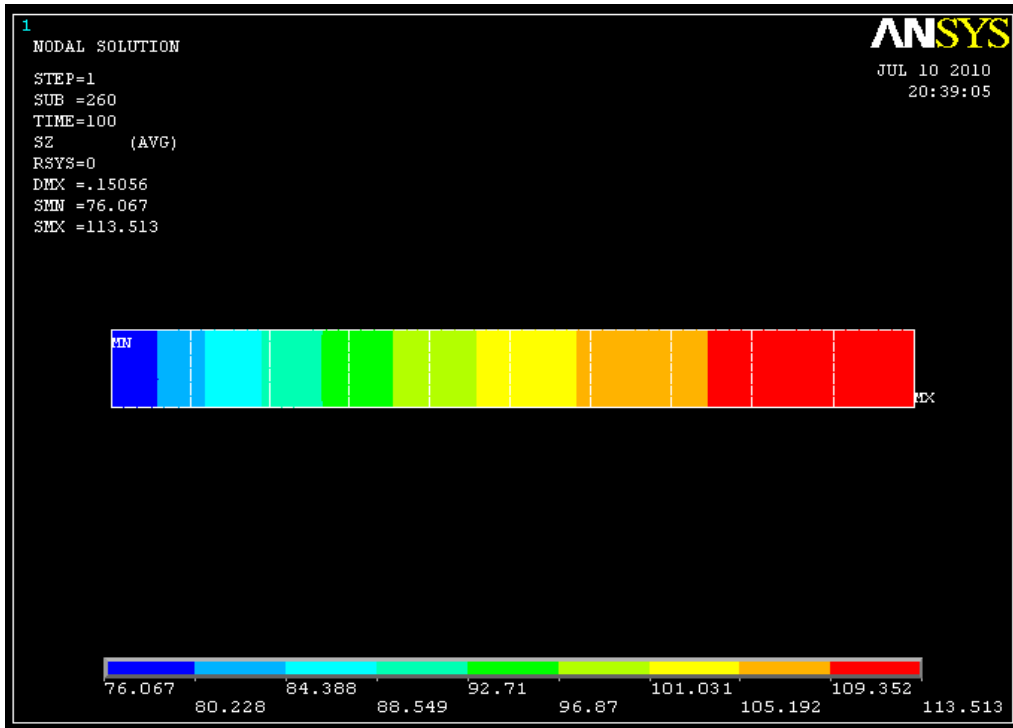 1
NODAL SOLUTION
STEP=1
SUB =260
TIME=100
SZ (AVG)
RSYS=0
DMX =.15056
SMN =76.067
SMX =113.513
ANSYS
JUL 10 2010
20:39:05
MN
MX
76.067 84.388 92.71 101.031 109.352
80.228 88.549 96.87 105.192 113.513